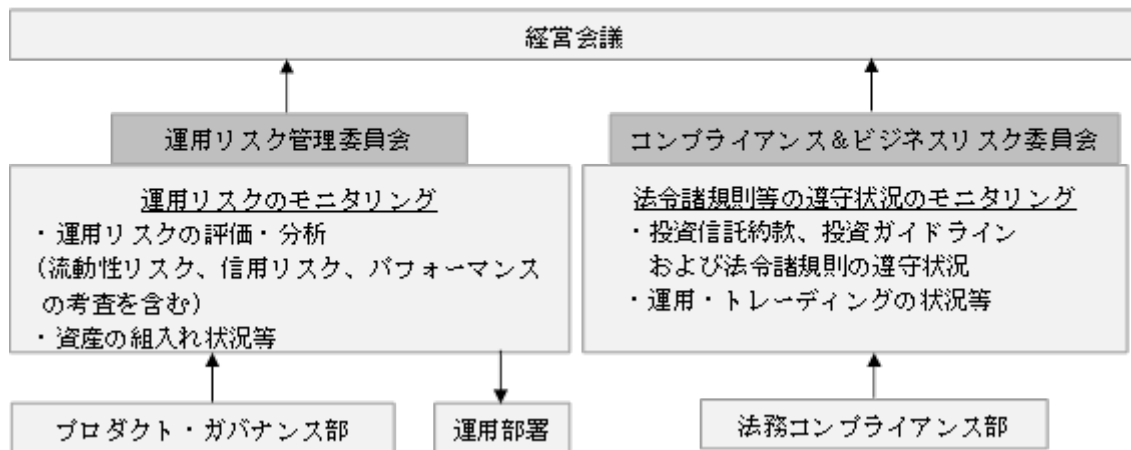 経営会議
運用リスク管理委員会
運用リスクのモニタリング
・運用リスクの評価・分析
(流動性リスク、信用リスク、パフォーマンス
の考査を含む)
・資産の組入れ状況等
プロダクト・ガバナンス部
運用部署
コンプライアンス&ビジネスリスク委員会
法令諸規則等の遵守状況のモニタリング
・投資信託約款、投資ガイドライン
および法令諸規則の遵守状況
・運用・トレーディングの状況等
法務コンプライアンス部